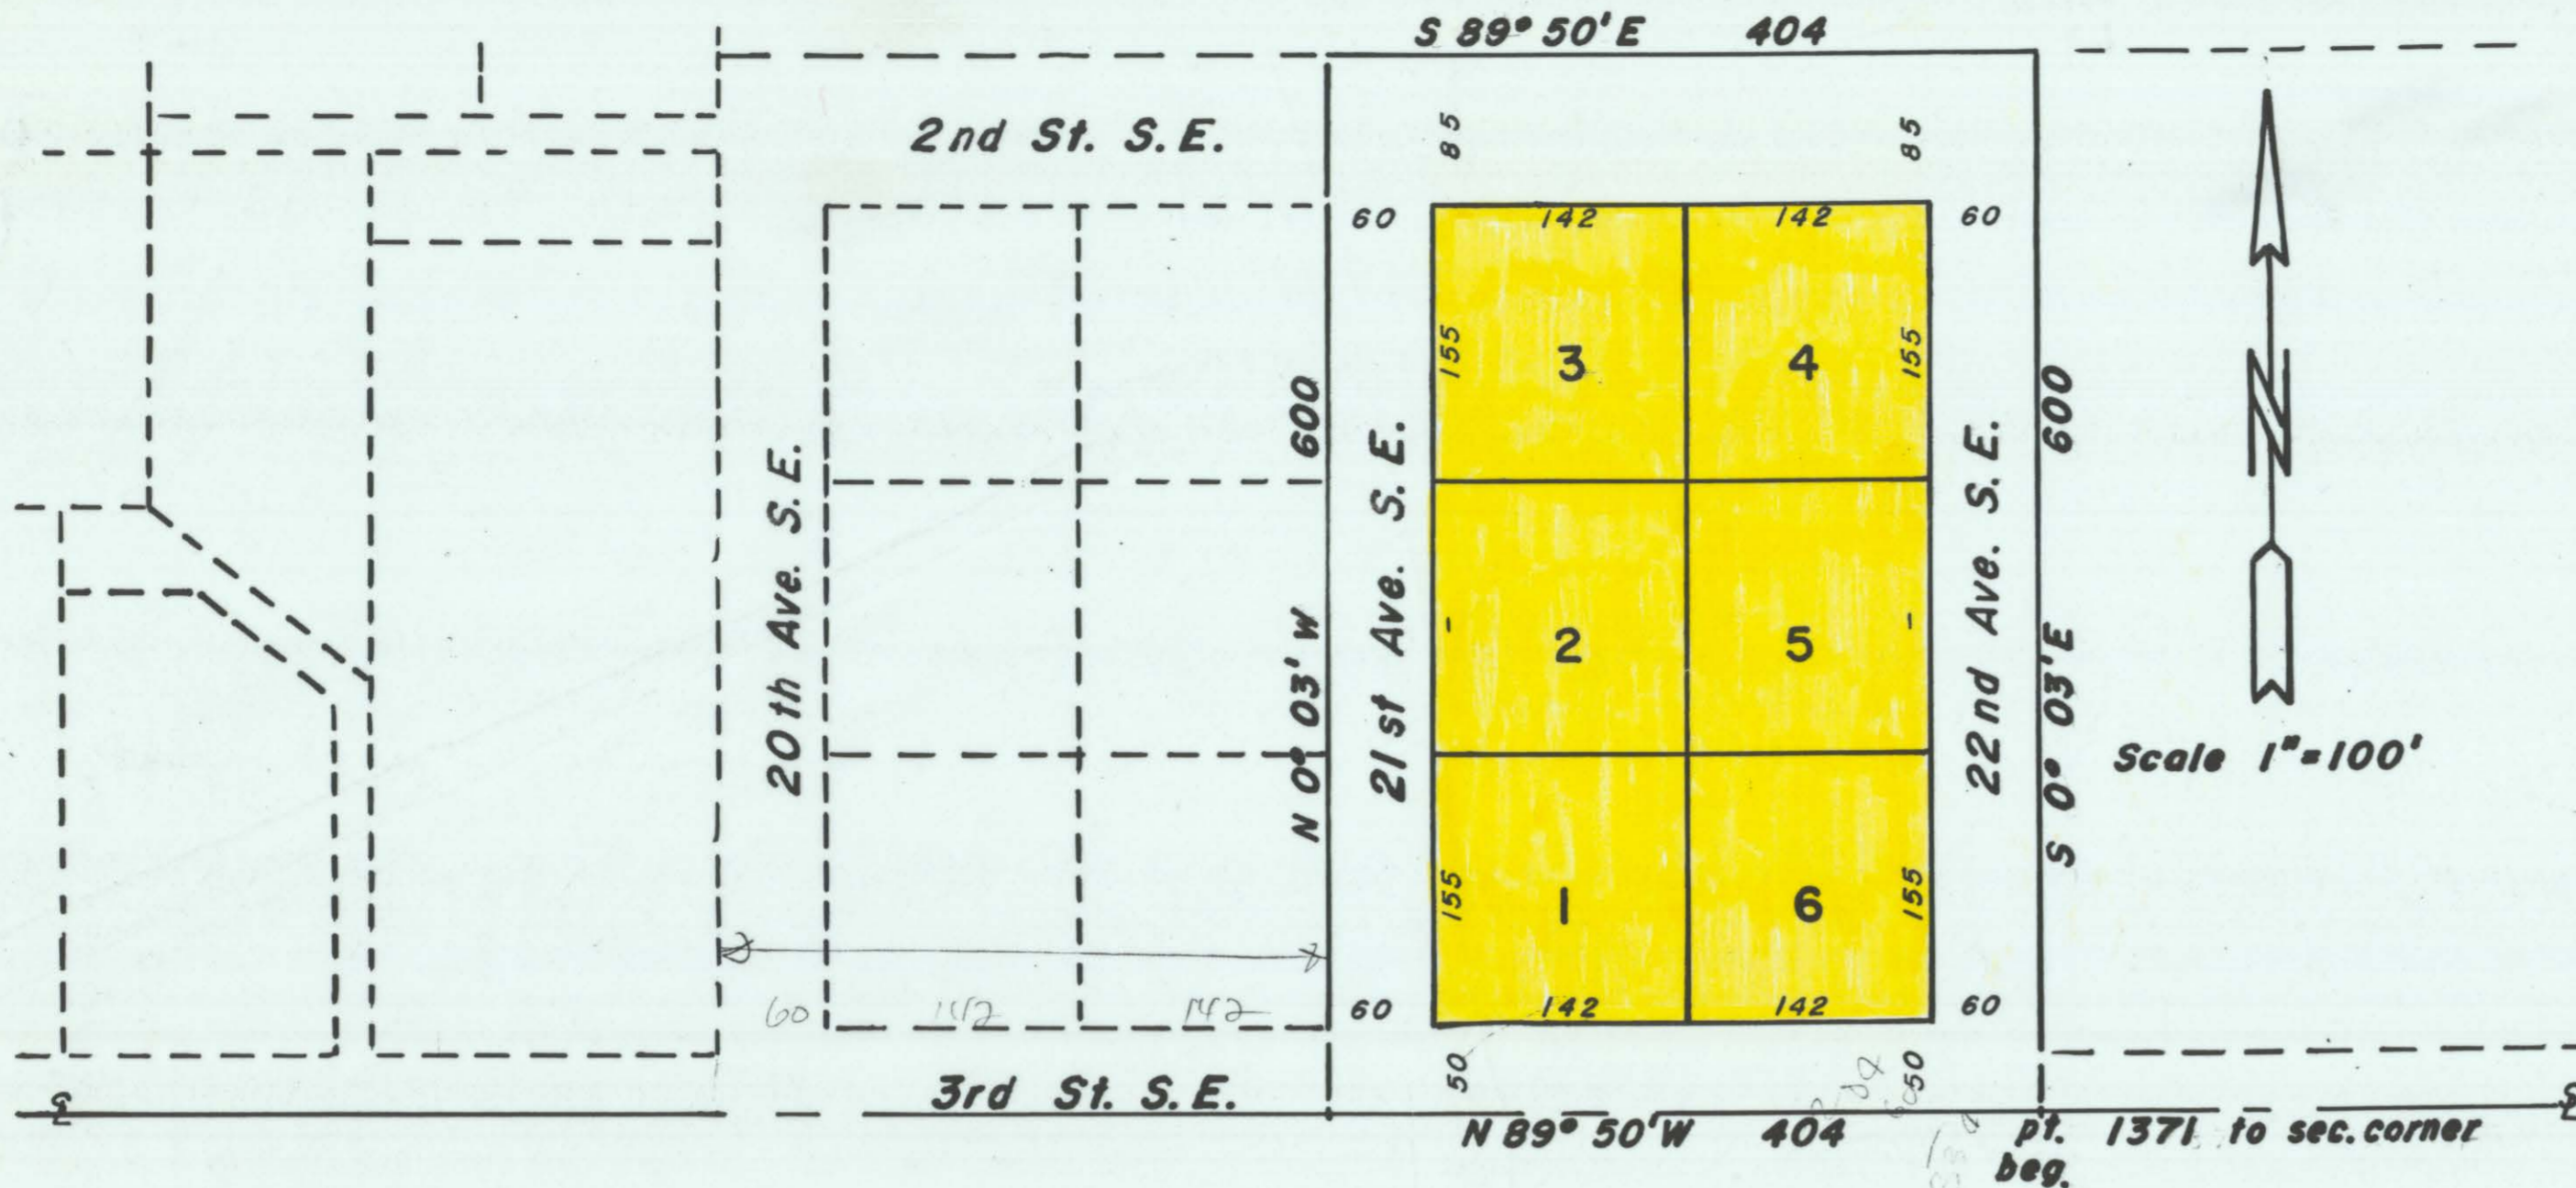 S 89° 50' E 404
2nd St. S.E.
85
85
60
142
142
60
155
3
4
155
600
N 0° 03' W
20th Ave. S.E.
21st Ave. S.E.
22nd Ave. S.E.
600
S 0° 03' E
N
Scale 1" = 100'
-
2
5
-
155
1
6
155
60
142
142
60
142
142
60
50
50
3rd St. S.E.
N 89° 50' W 404
pt. 1371 to sec. corner
beg.